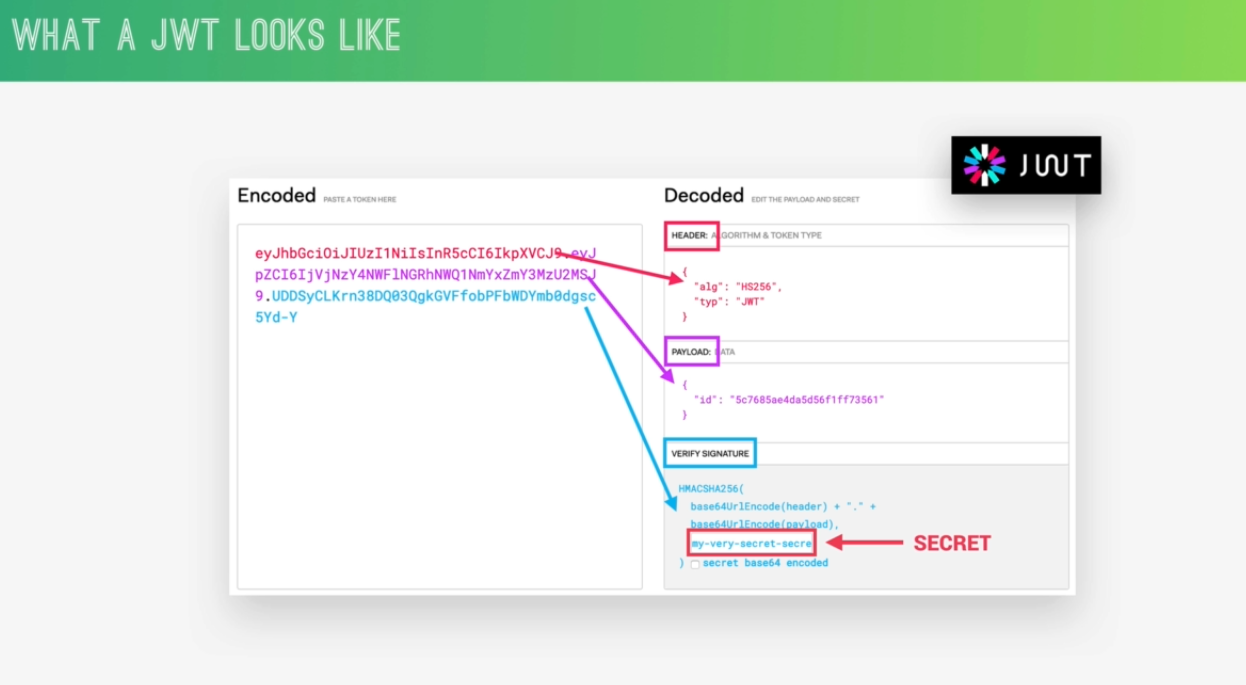 WHAT A JWT LOOKS LIKE
JWT
Encoded PASTE A TOKEN HERE
eyJhbGciOiJIUzI1NiIsInR5cCI6IkpXVCJ9.eyJ
pZCI6IjVjNzY4NWFlNGRhNWQ1NmYxZmY3MzU2MSJ
9.UDDSyCLKrn38DQ03QgkGVFfobPFbWDYmb0dgsc
5Yd-Y
Decoded EDIT THE PAYLOAD AND SECRET
HEADER: ALGORITHM & TOKEN TYPE
{
"alg": "HS256",
"typ": "JWT"
}
PAYLOAD: DATA
{
"id": "5c7685ae4da5d56f1ff73561"
}
VERIFY SIGNATURE
HMACSHA256(
base64UrlEncode(header) + "." +
base64UrlEncode(payload),
my-very-secret-secre
SECRET
) secret base64 encoded